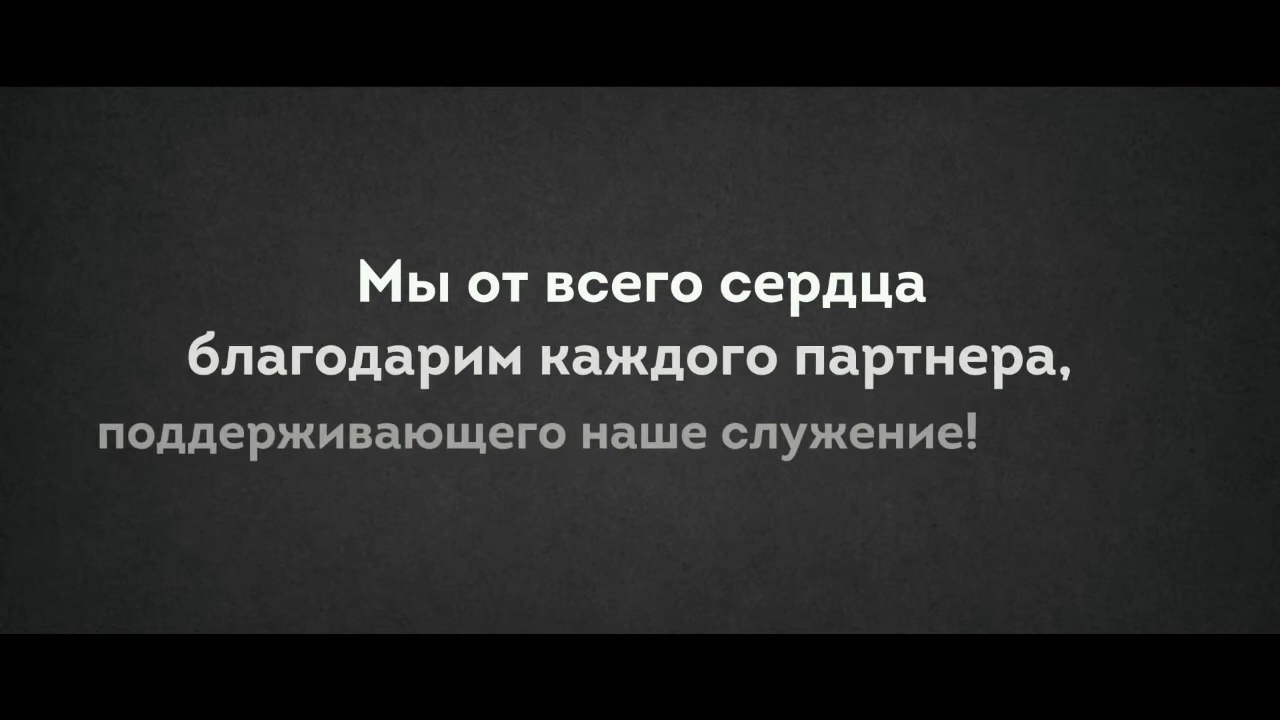 Мы от всего сердца
благодарим каждого партнера,
поддерживающего наше служение!